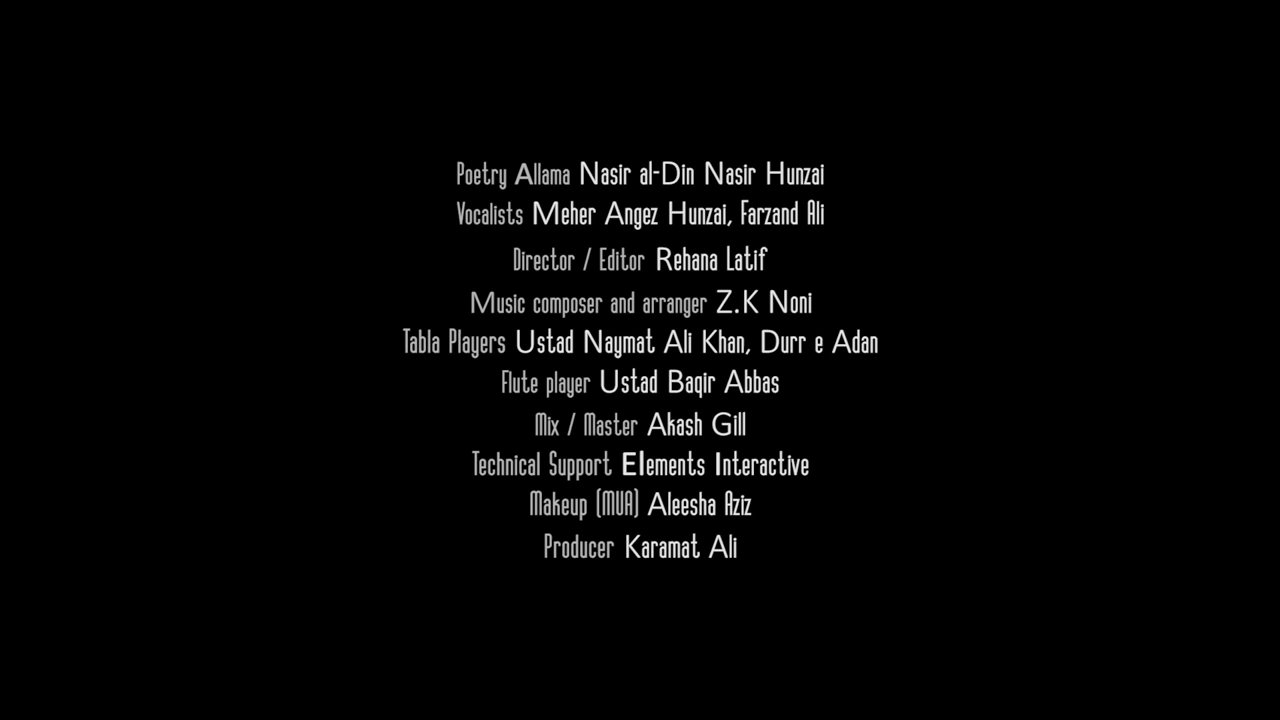 Poetry Allama Nasir al-Din Nasir Hunzai
Vocalists Meher Angez Hunzai, Farzand Ali
Director / Editor Rehana Latif
Music composer and arranger Z.K Noni
Tabla Players Ustad Naymat Ali Khan, Durr e Adan
Flute player Ustad Baqir Abbas
Mix / Master Akash Gill
Technical Support Elements Interactive
Makeup (MUA) Aleesha Aziz
Producer Karamat Ali